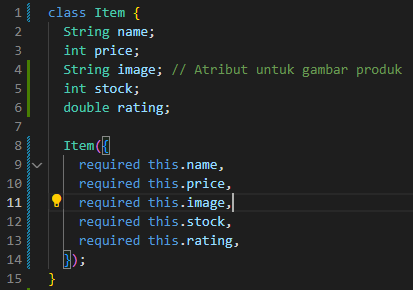 1 class Item {
2 String name;
3 int price;
4 String image; // Atribut untuk gambar produk
5 int stock;
6 double rating;
7
8 Item({
9 required this.name,
10 required this.price,
11 required this.image,
12 required this.stock,
13 required this.rating,
14 });
15 }